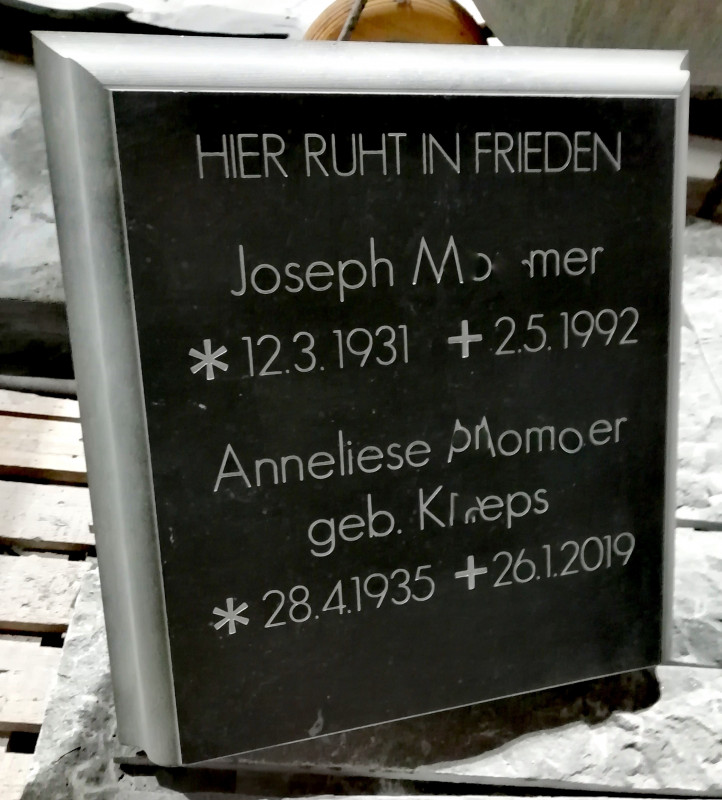 HIER RUHT IN FRIEDEN
Joseph
* 12.3.1931 + 2.5.1992
Anneliese
geb.
* 28.4.1935 + 26.1.2019